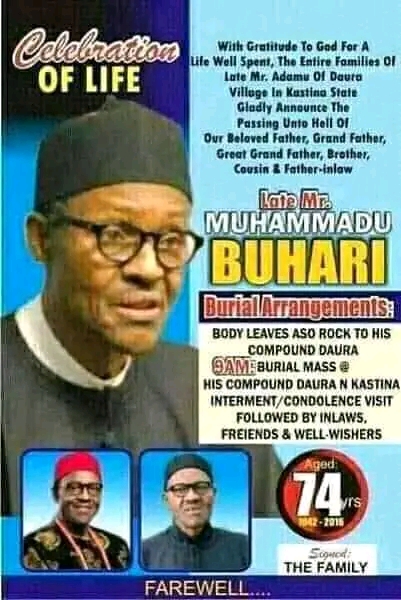 Celebration
OF LIFE
With Gratitude To God For A
Life Well Spent, The Entire Families Of
Late Mr. Adamu Of Daura
Village In Kastina State
Gladly Announce The
Passing Unto Hell Of
Our Beloved Father, Grand Father,
Great Grand Father, Brother,
Cousin & Father-inlaw
Late Mr.
MUHAMMADU
BUHARI
Burial Arrangements:
BODY LEAVES ASO ROCK TO HIS
COMPOUND DAURA
9AM: BURIAL MASS @
HIS COMPOUND DAURA N KASTINA
INTERMENT/CONDOLENCE VISIT
FOLLOWED BY INLAWS,
FREIENDS & WELL-WISHERS
Aged:
74yrs
1942 - 2016
Signed:
THE FAMILY
FAREWELL....